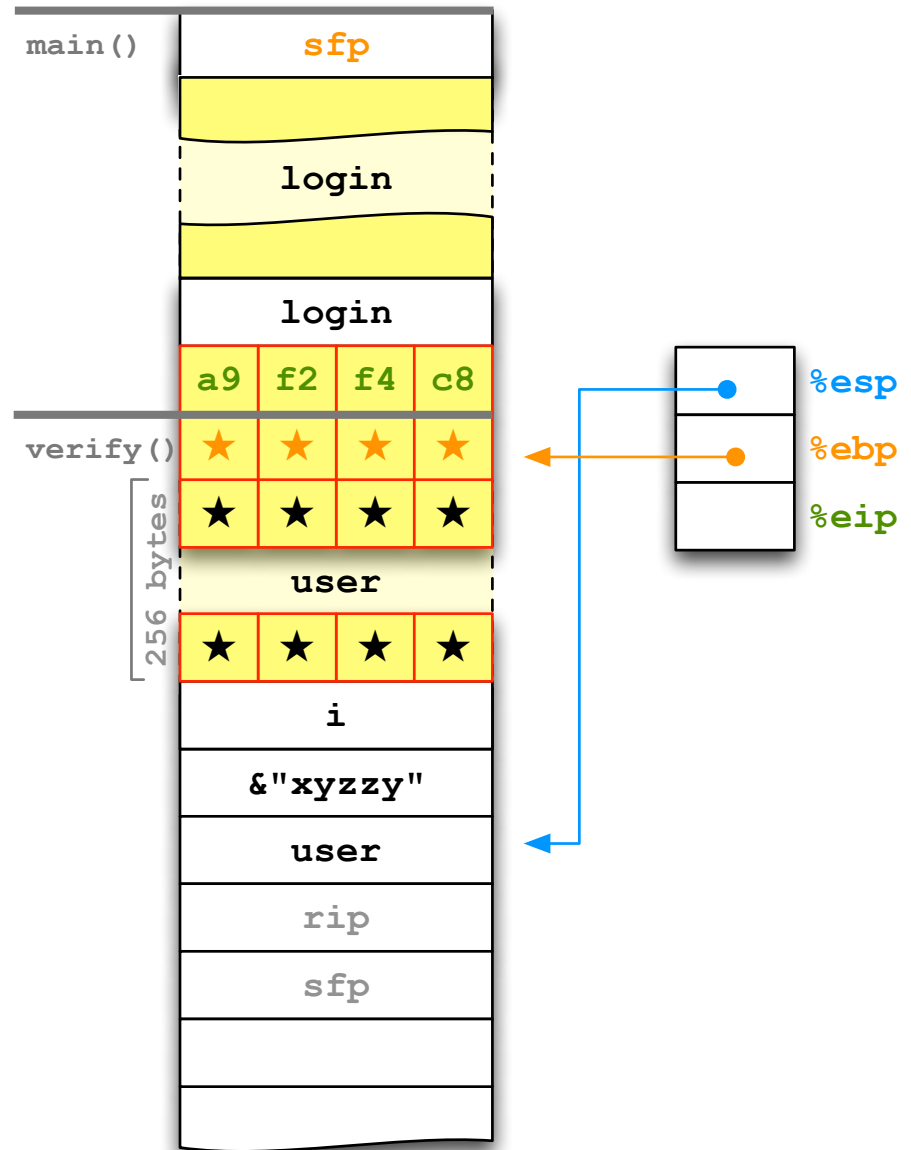 main()
sfp
login
login
a9 f2 f4 c8
%esp
verify()
★ ★ ★ ★
%ebp
256 bytes
★ ★ ★ ★
%eip
user
★ ★ ★ ★
i
&"xyzzy"
user
rip
sfp